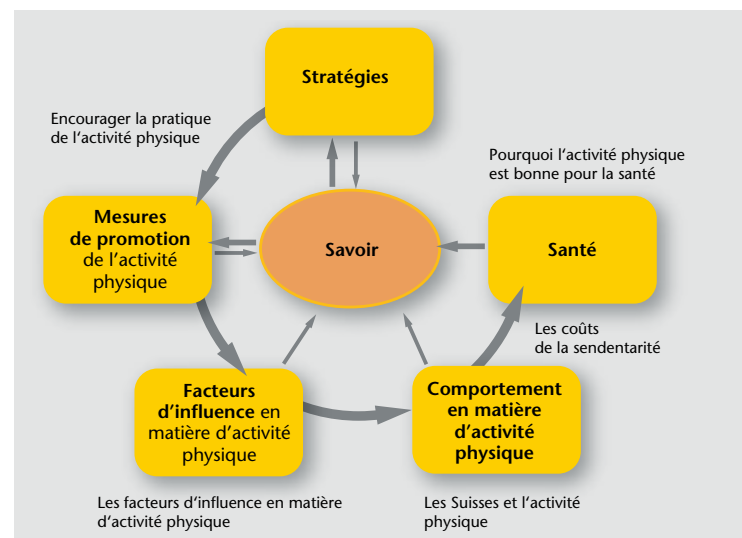 Stratégies
Encourager la pratique
de l‘activité physique
Pourquoi l‘activité physique
est bonne pour la santé
Mesures
de promotion
de l‘activité
physique
Savoir
Santé
Les coûts
de la sendentarité
Facteurs
d‘influence en
matière d‘activité
physique
Comportement
en matière
d‘activité
physique
Les facteurs d‘influence en matière
d‘activité physique
Les Suisses et l‘activité
physique